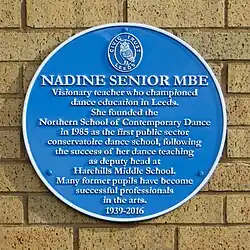 CIVIC TRUST
LEEDS
NADINE SENIOR MBE
Visionary teacher who championed
dance education in Leeds.
She founded the
Northern School of Contemporary Dance
in 1985 as the first public sector
conservatoire dance school, following
the success of her dance teaching
as deputy head at
Harehills Middle School.
Many former pupils have become
successful professionals
in the arts.
1939-2016